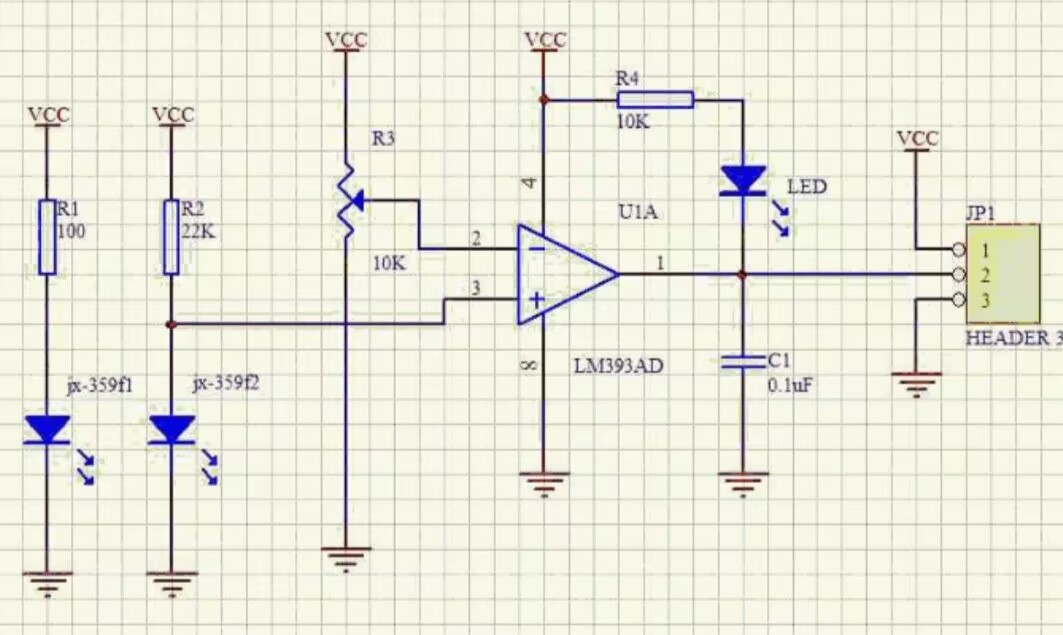 VCC
R1
100
jx-359f1
VCC
R2
22K
jx-359f2
VCC
R3
10K
VCC
R4
10K
LED
4
U1A
2
3
1
8
LM393AD
C1
0.1uF
VCC
JP1
1
2
3
HEADER 3